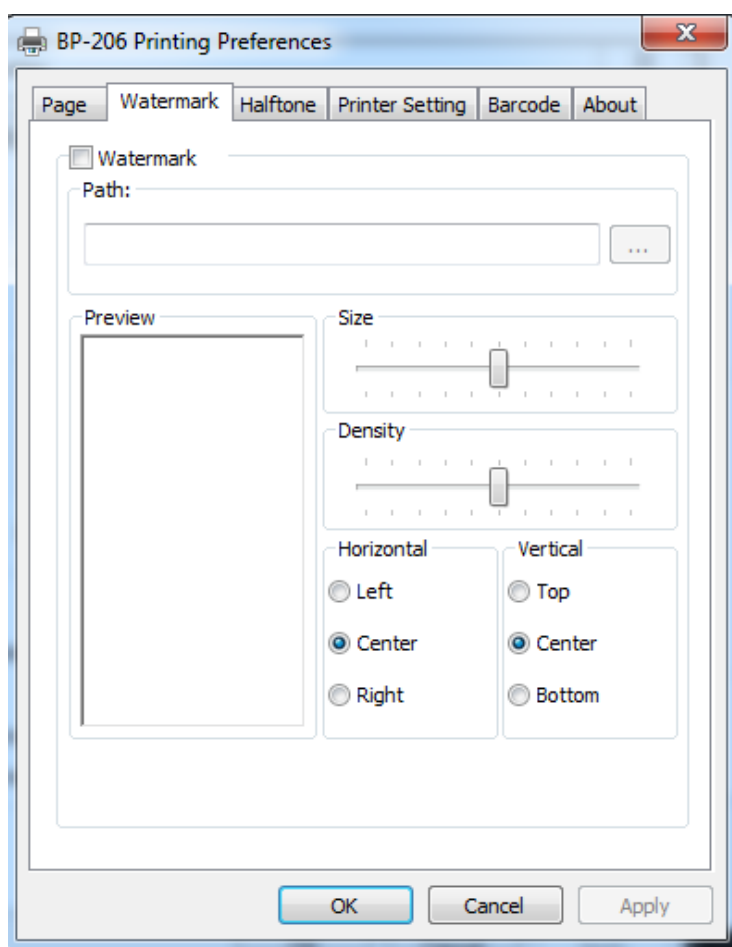 BP-206 Printing Preferences
Page Watermark Halftone Printer Setting Barcode About
Watermark
Path:
...
Preview
Size
Density
Horizontal Vertical
Left Top
Center Center
Right Bottom
OK Cancel Apply